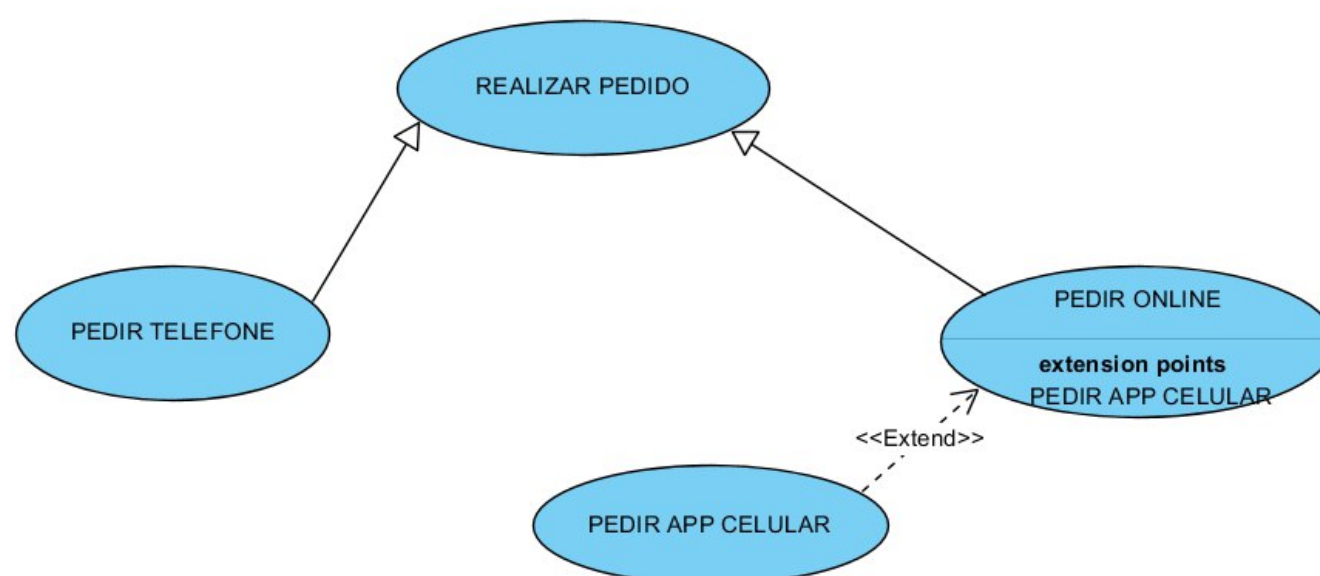 REALIZAR PEDIDO
PEDIR TELEFONE
PEDIR ONLINE
extension points
PEDIR APP CELULAR
<<Extend>>
PEDIR APP CELULAR